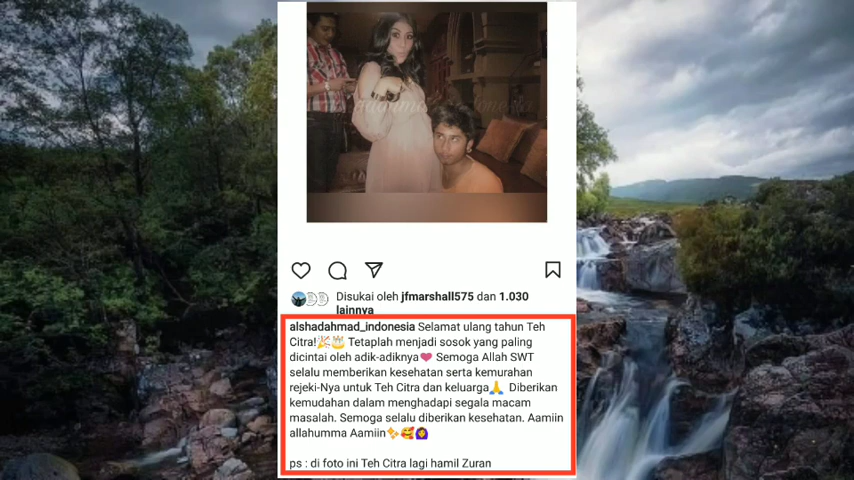 Disukai oleh jfmarshall575 dan 1.030
lainnya
alshadahmad_indonesia Selamat ulang tahun Teh
Citra!🎉🎂 Tetaplah menjadi sosok yang paling
dicintai oleh adik-adiknya❤ Semoga Allah SWT
selalu memberikan kesehatan serta kemurahan
rejeki-Nya untuk Teh Citra dan keluarga🙏 Diberikan
kemudahan dalam menghadapi segala macam
masalah. Semoga selalu diberikan kesehatan. Aamiin
allahumma Aamiin✨🥰🙆‍♀️
ps : di foto ini Teh Citra lagi hamil Zuran